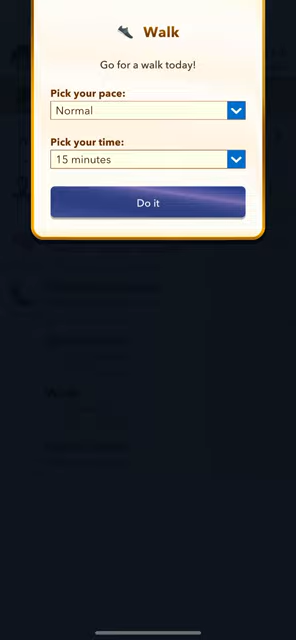 Walk
Go for a walk today!
Pick your pace:
Normal
Pick your time:
15 minutes
Do it